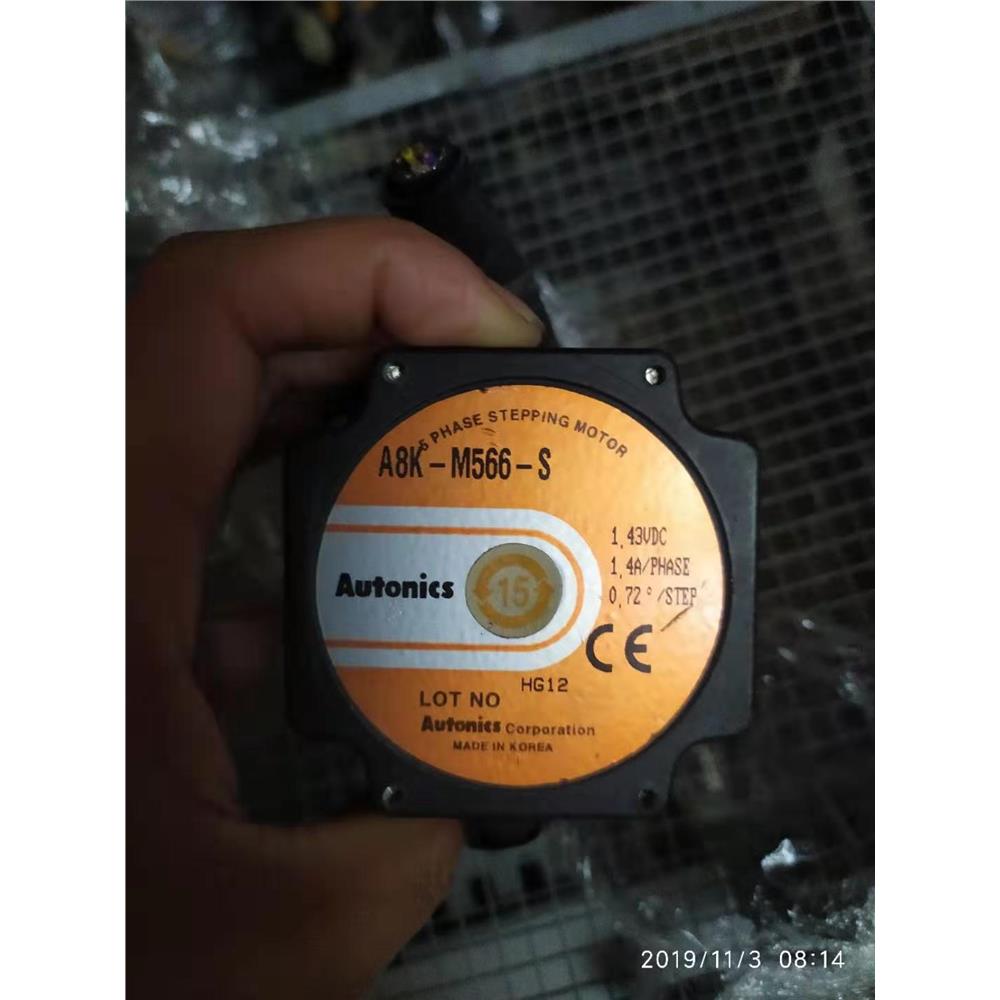 5 PHASE STEPPING MOTOR
A8K-M566-S
1.43VDC
1.4A/PHASE
0.72°/STEP
Autonics
15
CE
HG12
LOT NO
Autonics Corporation
MADE IN KOREA
2019/11/3 08:14